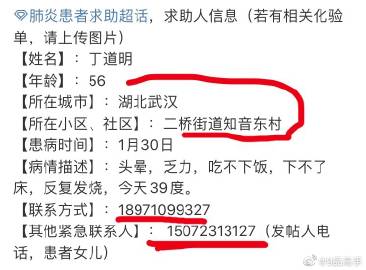 肺炎患者求助超话，求助人信息（若有相关化验
单，请上传图片）
【姓名】丁道明
【年龄】：56
【所在城市】：湖北武汉
【所在小区、社区】：二桥街道知音东村
【患病时间】：1月30日
【病情描述】：头晕，乏力，吃不下饭，下不了
床，反复发烧，今天39度。
【联系方式】：18971099327
【其他紧急联系人】：15072313127（发帖人电
话，患者女儿）